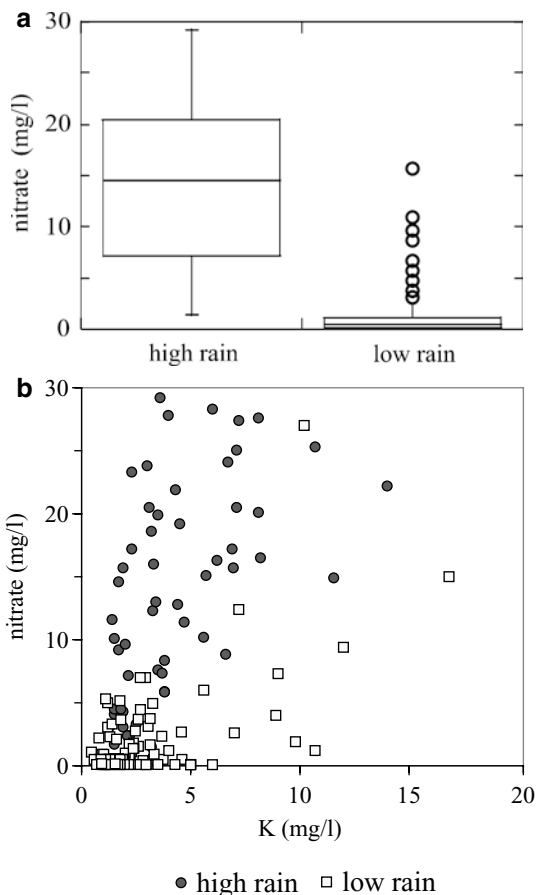 a
30
20
10
0
nitrate (mg/l)
high rain low rain
b
30
20
10
0
nitrate (mg/l)
0 5 10 15 20
K (mg/l)
high rain low rain